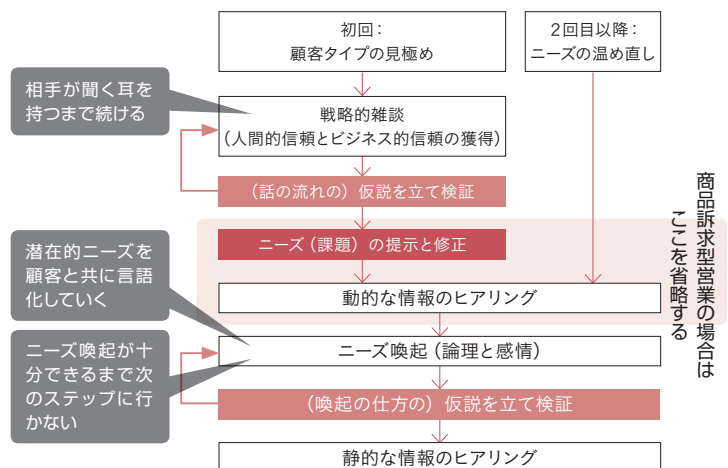 初回：
顧客タイプの見極め
2回目以降：
ニーズの温め直し
相手が聞く耳を
持つまで続ける
戦略的雑談
（人間的信頼とビジネス的信頼の獲得）
（話の流れの）仮説を立て検証
商品訴求型営業の場合は
ここを省略する
ニーズ（課題）の提示と修正
潜在的ニーズを
顧客と共に言語
化していく
動的な情報のヒアリング
ニーズ喚起が十
分できるまで次
のステップに行
かない
ニーズ喚起（論理と感情）
（喚起の仕方の）仮説を立て検証
静的な情報のヒアリング